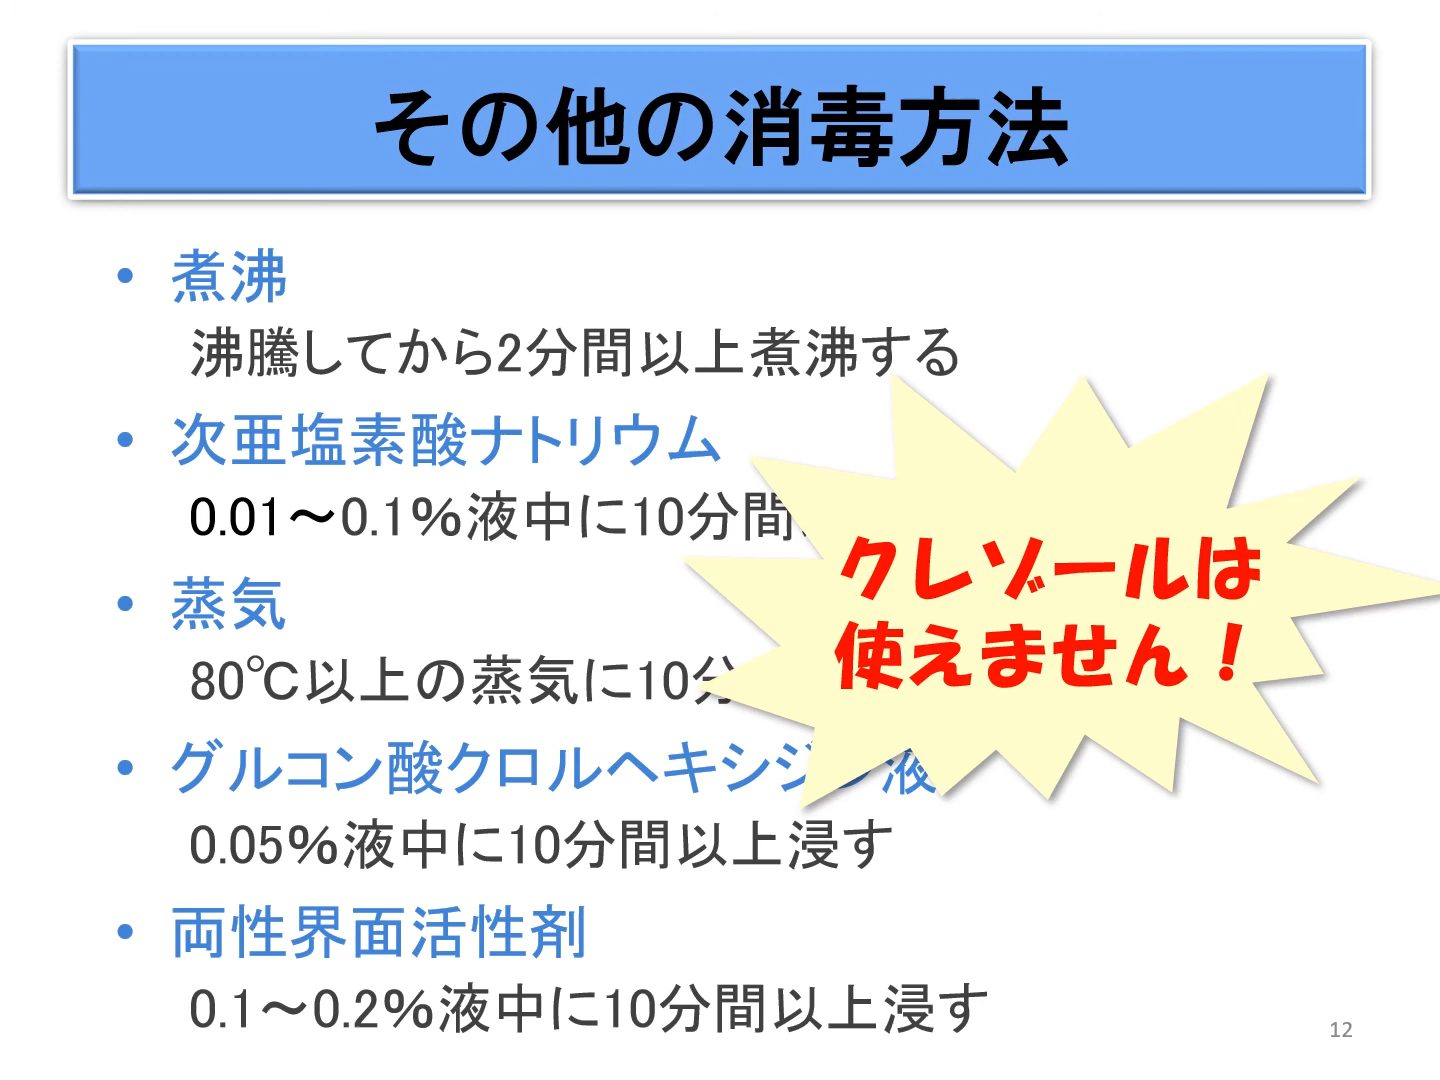 その他の消毒方法
• 煮沸
沸騰してから2分間以上煮沸する
• 次亜塩素酸ナトリウム
0.01～0.1%液中に10分間
• 蒸気
80℃以上の蒸気に10分
• グルコン酸クロルヘキシジン液
0.05%液中に10分間以上浸す
• 両性界面活性剤
0.1～0.2%液中に10分間以上浸す
クレゾールは
使えません！
12